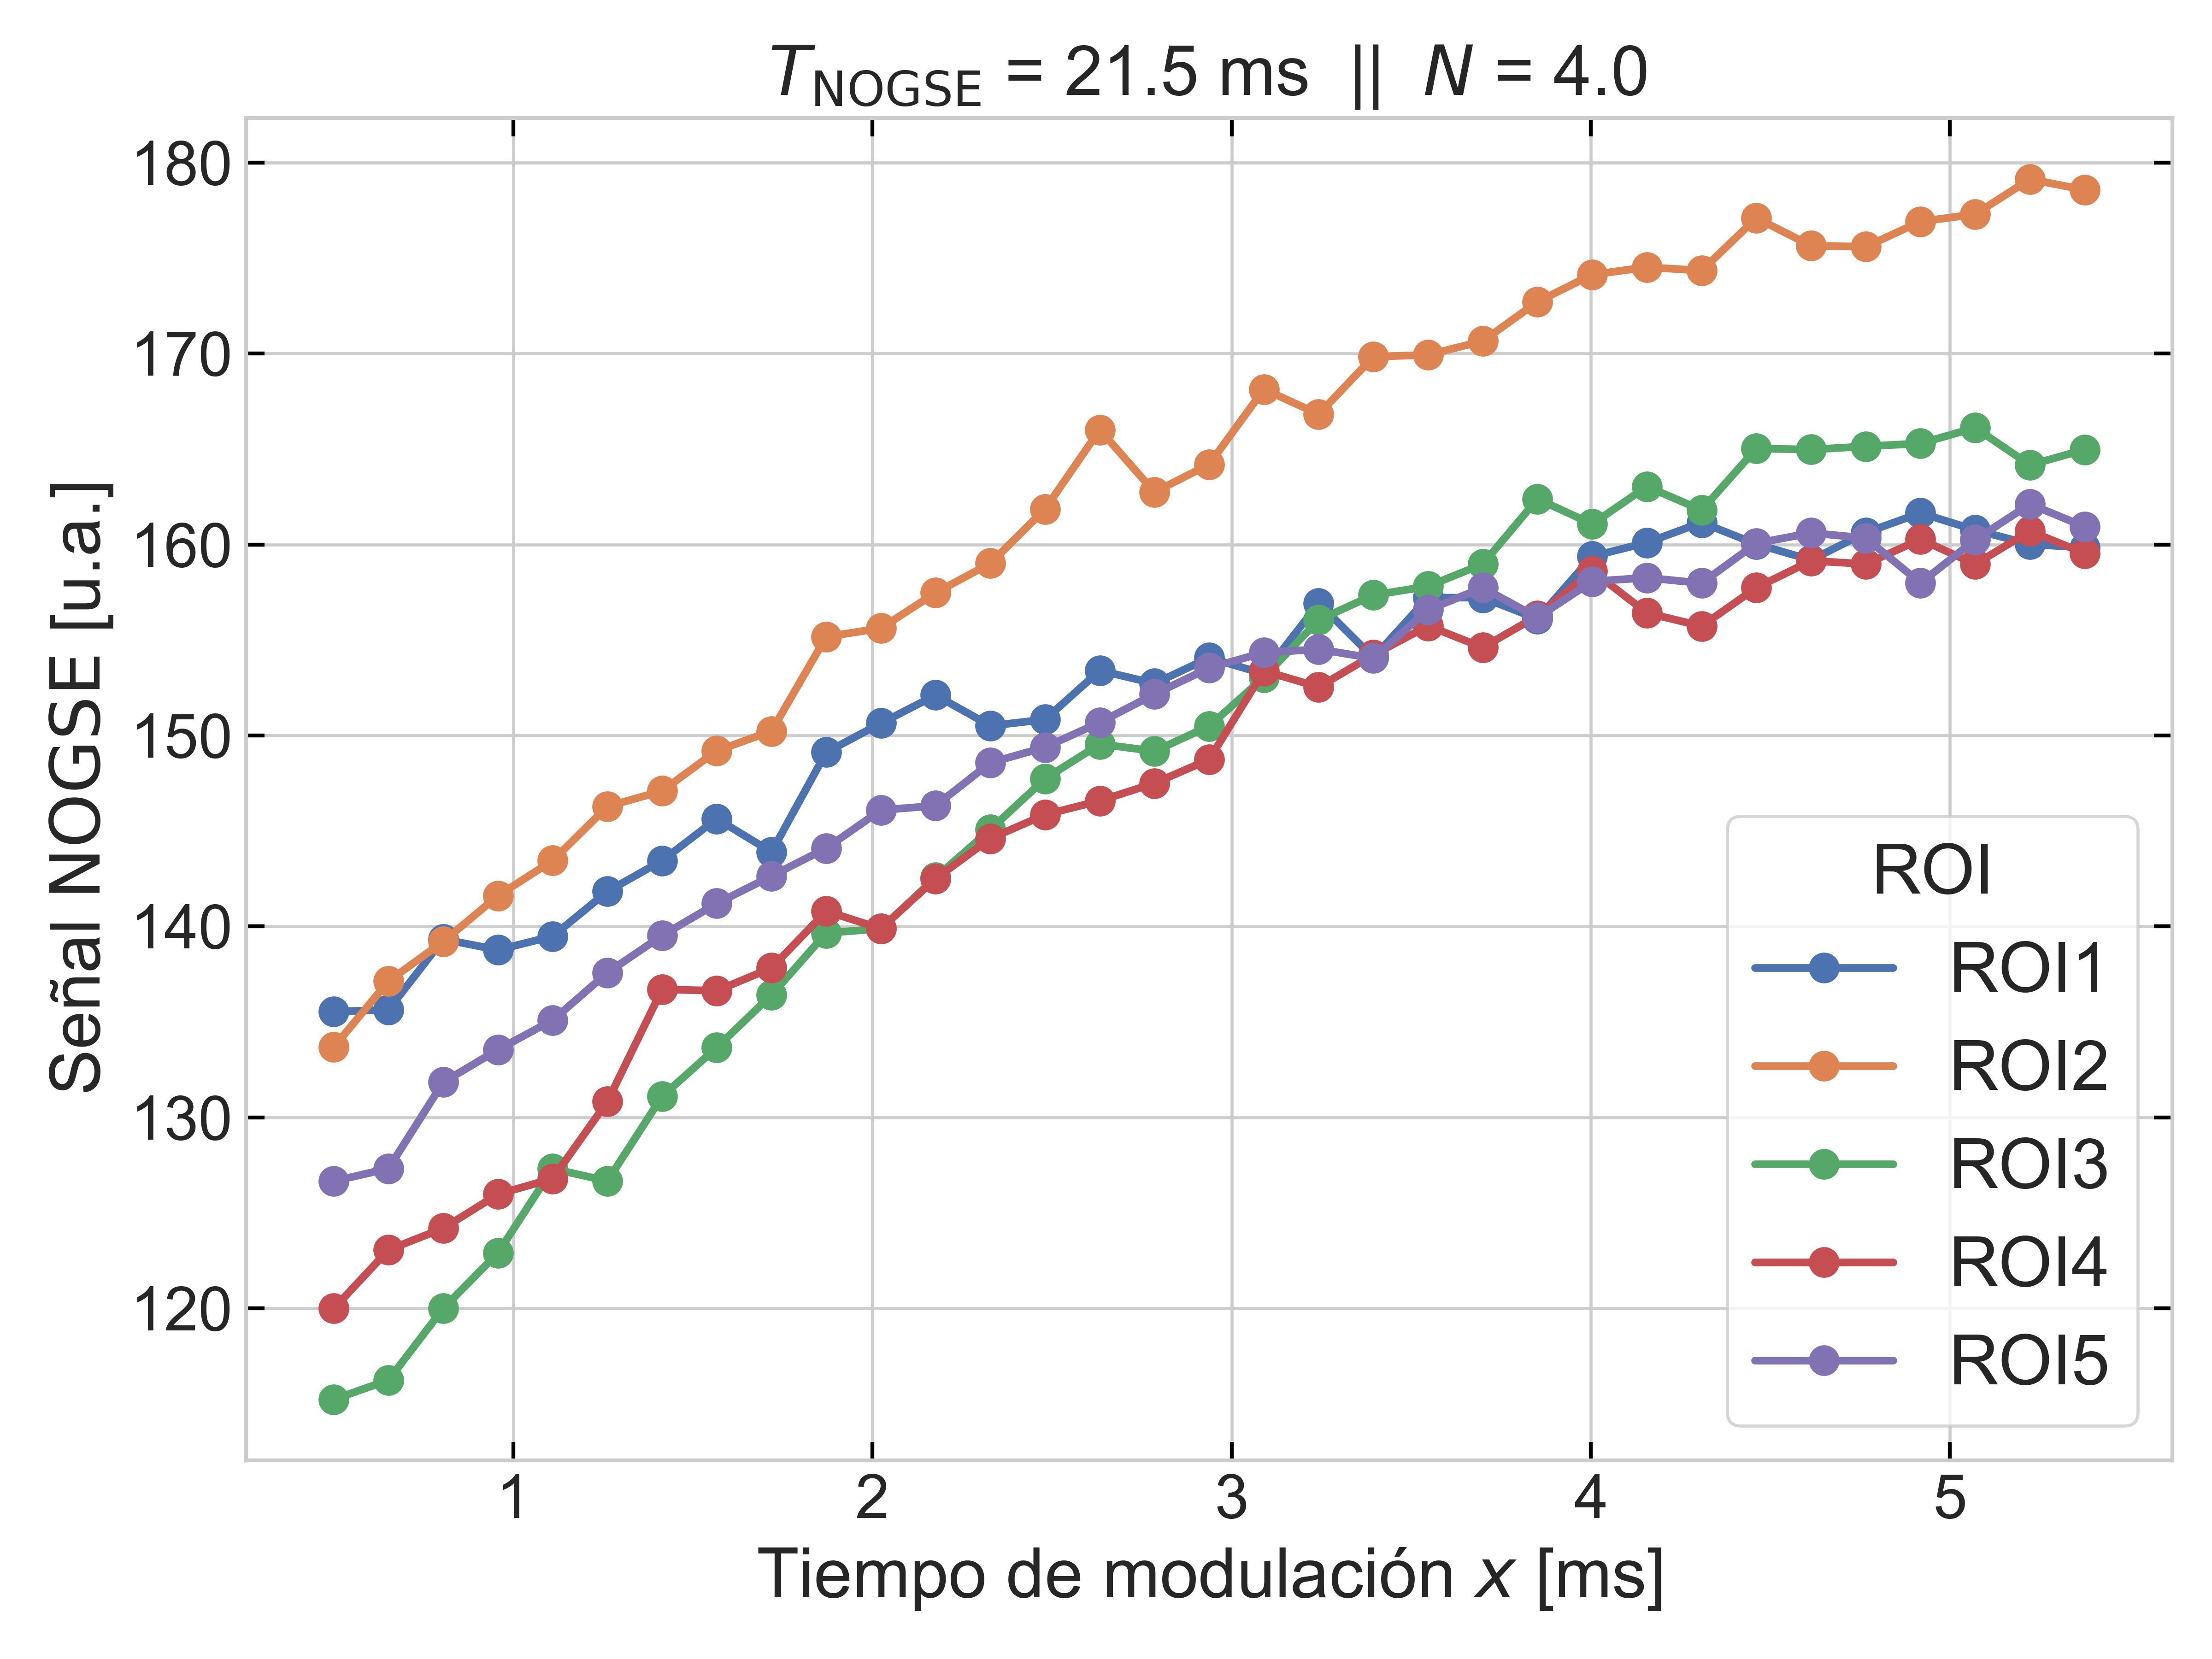 T_NOGSE = 21.5 ms || N = 4.0
180
170
160
150
140
130
120
Señal NOGSE [u.a.]
1
2
3
4
5
Tiempo de modulación x [ms]
ROI
ROI1
ROI2
ROI3
ROI4
ROI5